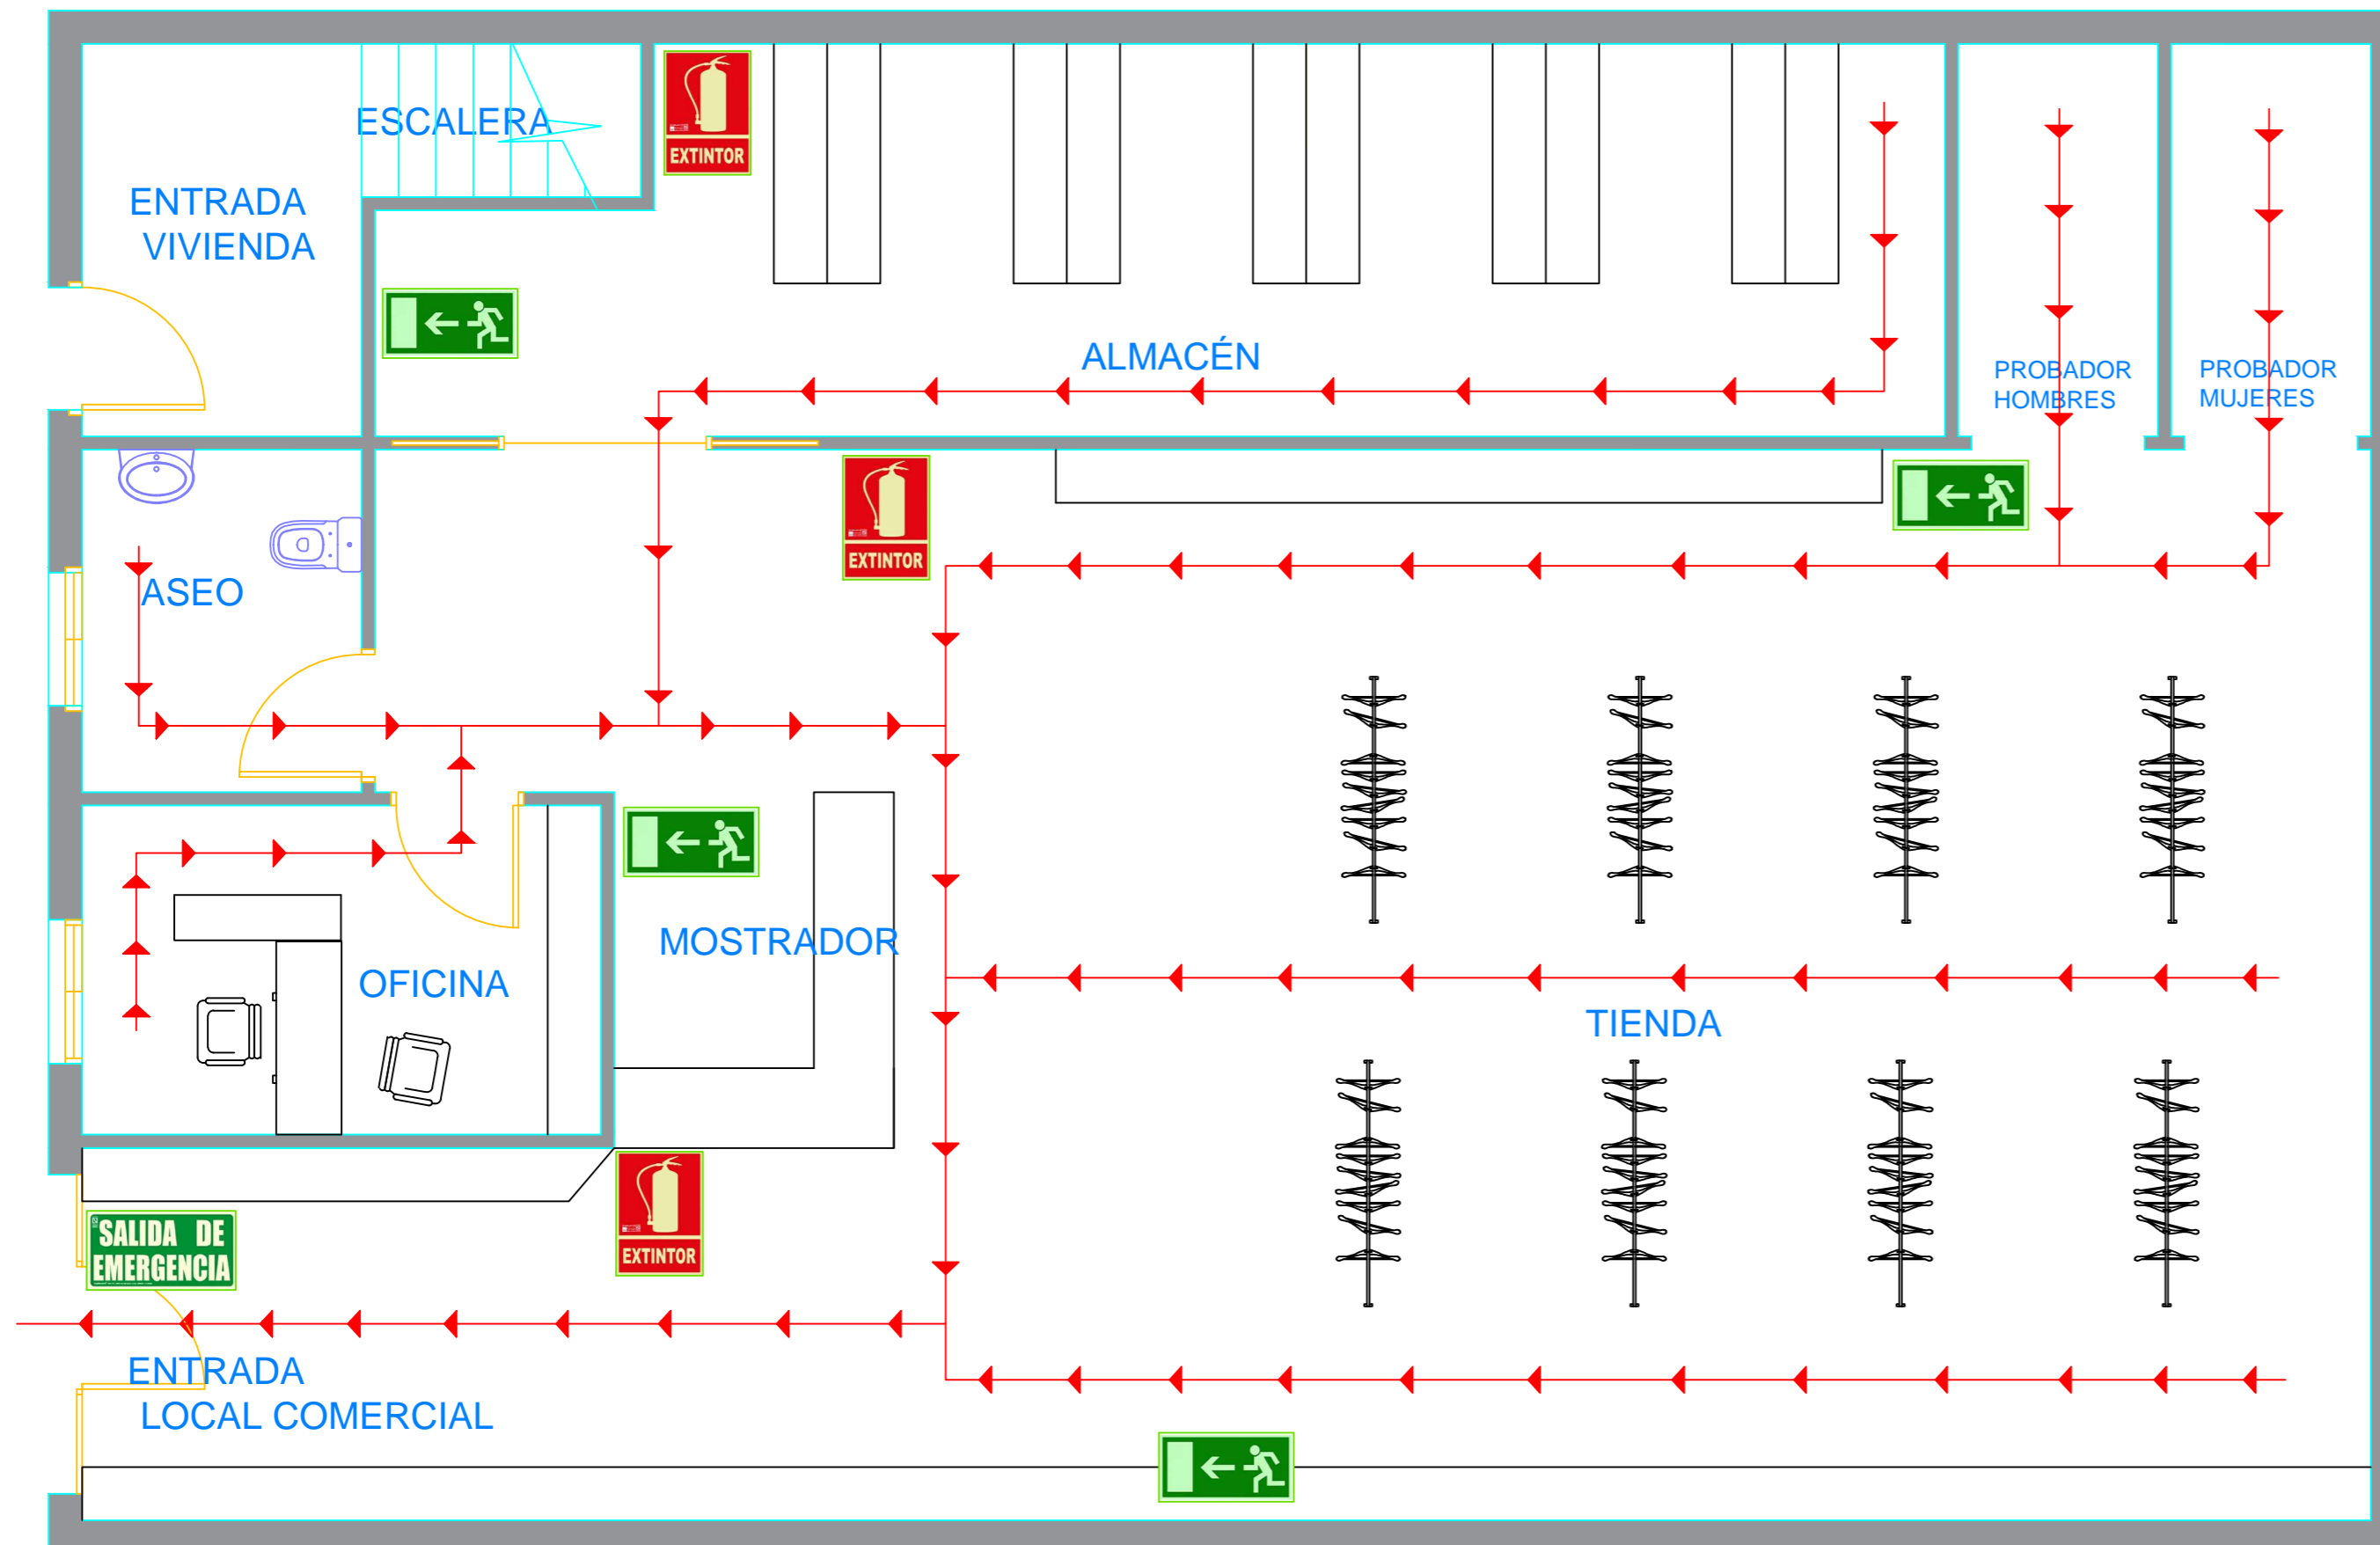 ESCALERA
EXTINTOR
ENTRADA
VIVIENDA
ALMACÉN
PROBADOR
HOMBRES
PROBADOR
MUJERES
EXTINTOR
ASEO
MOSTRADOR
OFICINA
TIENDA
EXTINTOR
SALIDA DE
EMERGENCIA
ENTRADA
LOCAL COMERCIAL